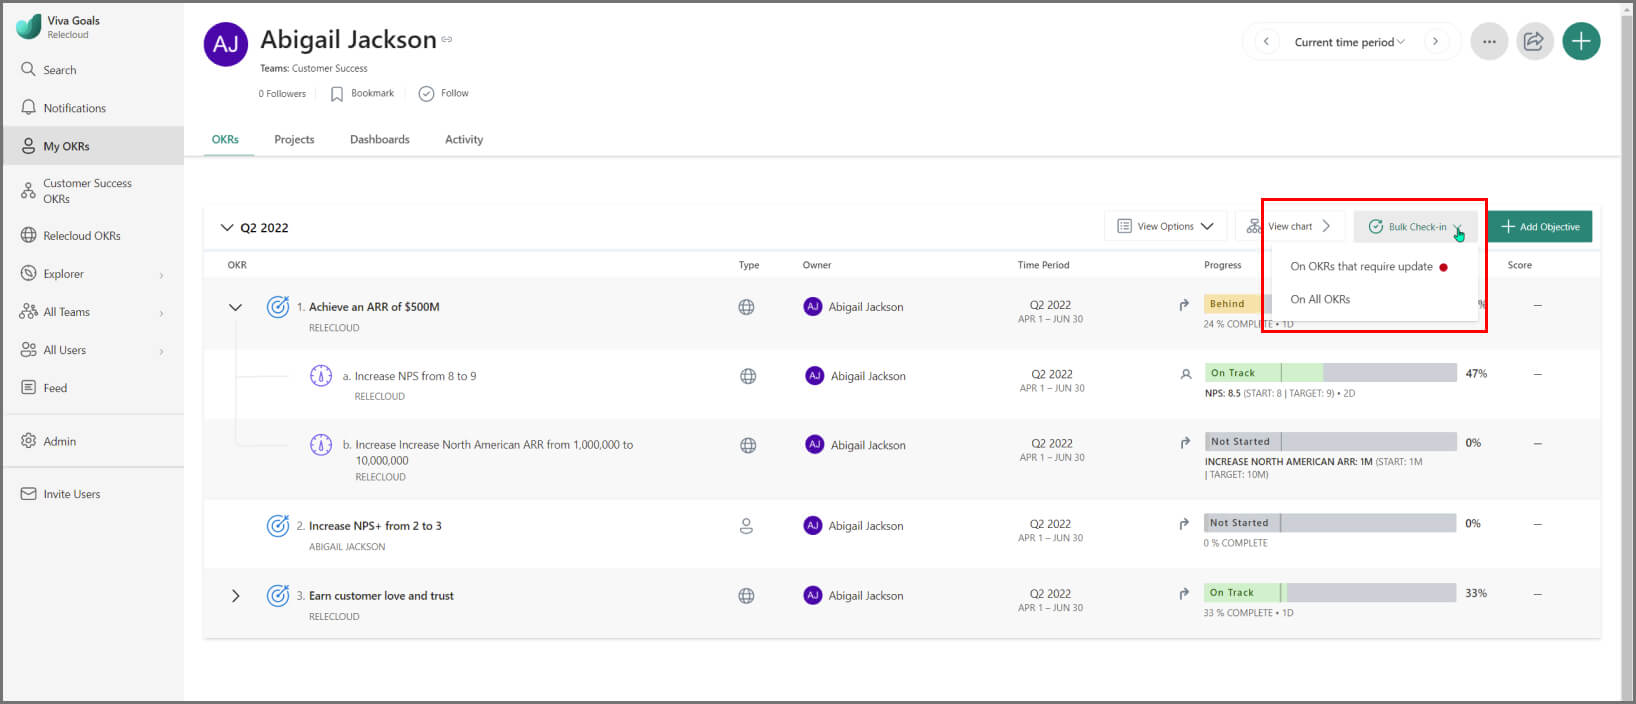 Viva Goals
Relecloud
Search
Notifications
My OKRs
Customer Success
OKRs
Relecloud OKRs
Explorer
All Teams
All Users
Feed
Admin
Invite Users
AJ
Abigail Jackson
Teams: Customer Success
0 Followers
Bookmark
Follow
Current time period
OKRs
Projects
Dashboards
Activity
Q2 2022
View Options
View chart
Bulk Check-in
Add Objective
On OKRs that require update
On All OKRs
OKR
Type
Owner
Time Period
Progress
Score
1. Achieve an ARR of $500M
RELECLOUD
AJ Abigail Jackson
Q2 2022
APR 1 – JUN 30
Behind
%
24 % COMPLETE • 1D
—
a. Increase NPS from 8 to 9
RELECLOUD
AJ Abigail Jackson
Q2 2022
APR 1 – JUN 30
On Track
47%
NPS: 8.5 (START: 8 | TARGET: 9) • 2D
—
b. Increase Increase North American ARR from 1,000,000 to
10,000,000
RELECLOUD
AJ Abigail Jackson
Q2 2022
APR 1 – JUN 30
Not Started
0%
INCREASE NORTH AMERICAN ARR: 1M (START: 1M
| TARGET: 10M)
—
2. Increase NPS+ from 2 to 3
ABIGAIL JACKSON
AJ Abigail Jackson
Q2 2022
APR 1 – JUN 30
Not Started
0%
0 % COMPLETE
—
3. Earn customer love and trust
RELECLOUD
AJ Abigail Jackson
Q2 2022
APR 1 – JUN 30
On Track
33%
33 % COMPLETE • 1D
—